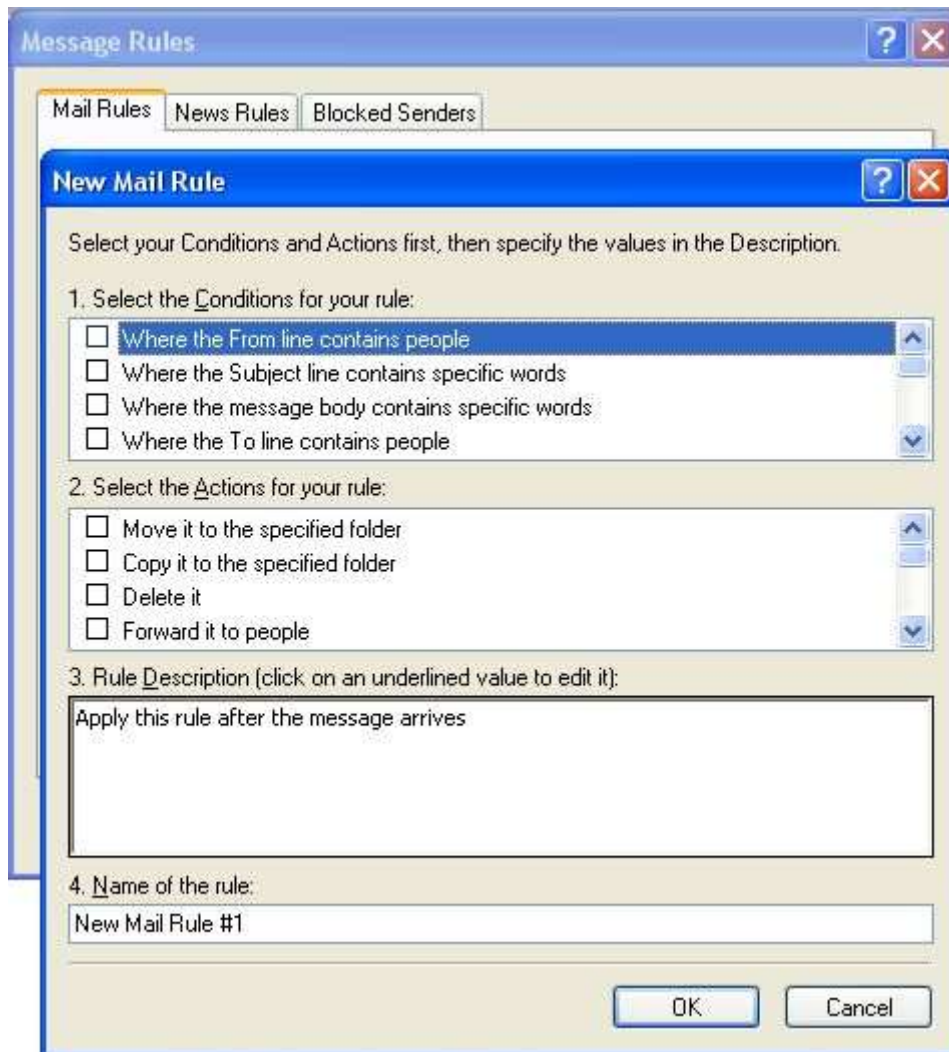 Message Rules
Mail Rules News Rules Blocked Senders
New Mail Rule
Select your Conditions and Actions first, then specify the values in the Description.
1. Select the Conditions for your rule:
Where the From line contains people
Where the Subject line contains specific words
Where the message body contains specific words
Where the To line contains people
2. Select the Actions for your rule:
Move it to the specified folder
Copy it to the specified folder
Delete it
Forward it to people
3. Rule Description (click on an underlined value to edit it):
Apply this rule after the message arrives
4. Name of the rule:
New Mail Rule #1
OK Cancel